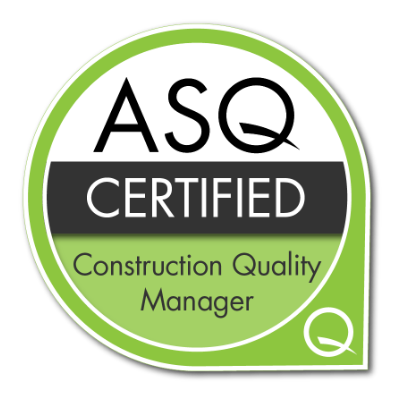 ASQ
CERTIFIED
Construction Quality
Manager
Q